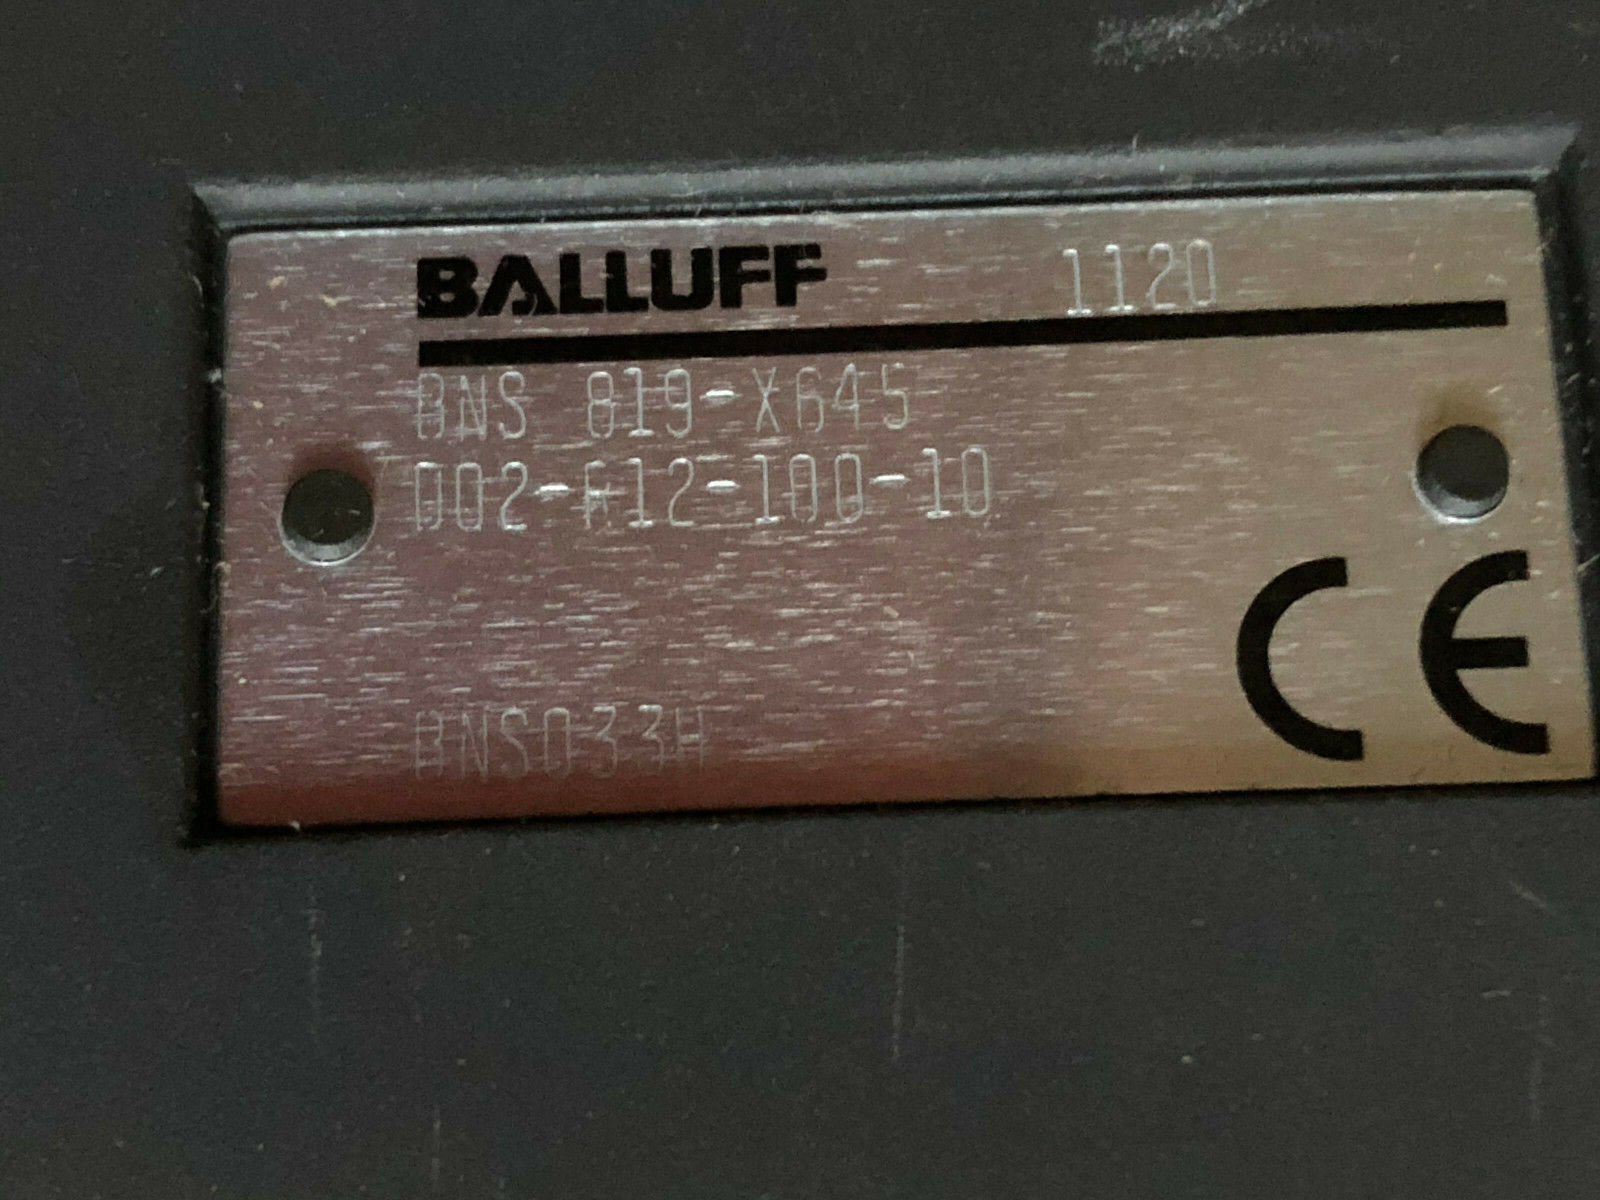 BALLUFF 1120
BNS 819-X645
D02-R12-100-10
BNS033H
CE